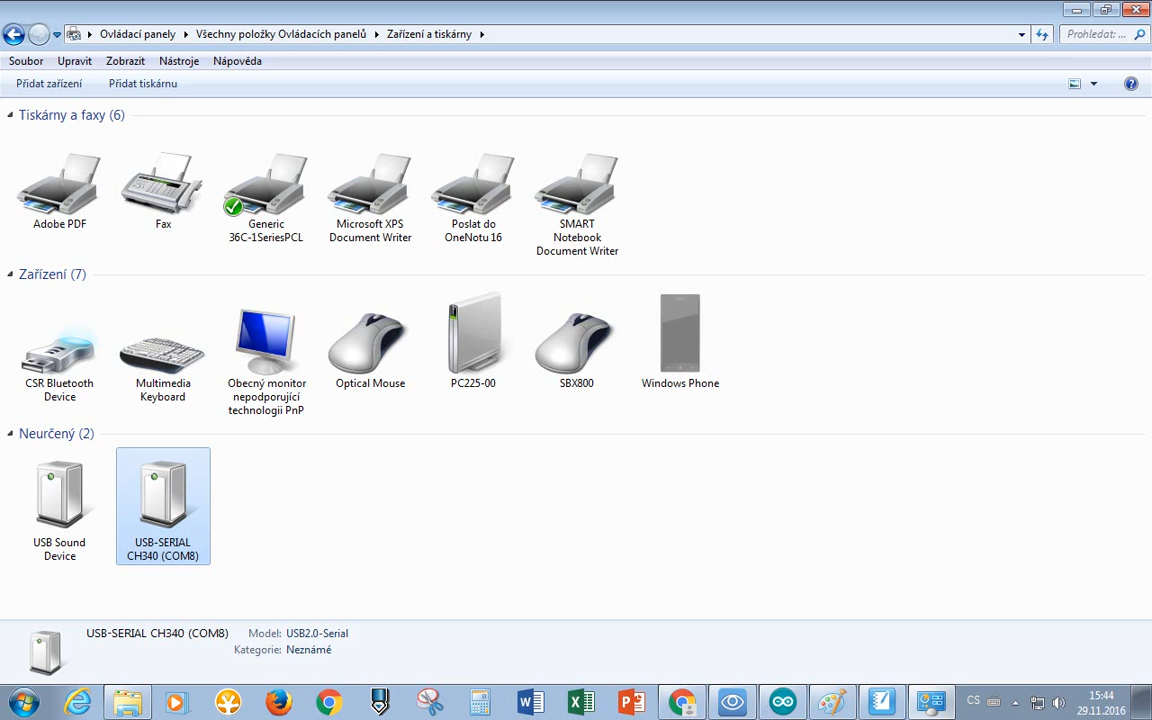 Ovládací panely
Všechny položky Ovládacích panelů
Zařízení a tiskárny
Prohledat: ...
Soubor Upravit Zobrazit Nástroje Nápověda
Přidat zařízení Přidat tiskárnu
Tiskárny a faxy (6)
Adobe PDF
Fax
Generic
36C-1SeriesPCL
Microsoft XPS
Document Writer
Poslat do
OneNotu 16
SMART
Notebook
Document Writer
Zařízení (7)
CSR Bluetooth
Device
Multimedia
Keyboard
Obecný monitor
nepodporující
technologii PnP
Optical Mouse
PC225-00
SBX800
Windows Phone
Neurčený (2)
USB Sound
Device
USB-SERIAL
CH340 (COM8)
USB-SERIAL CH340 (COM8) Model: USB2.0-Serial
Kategorie: Neznámé
CS
15:44
29.11.2016